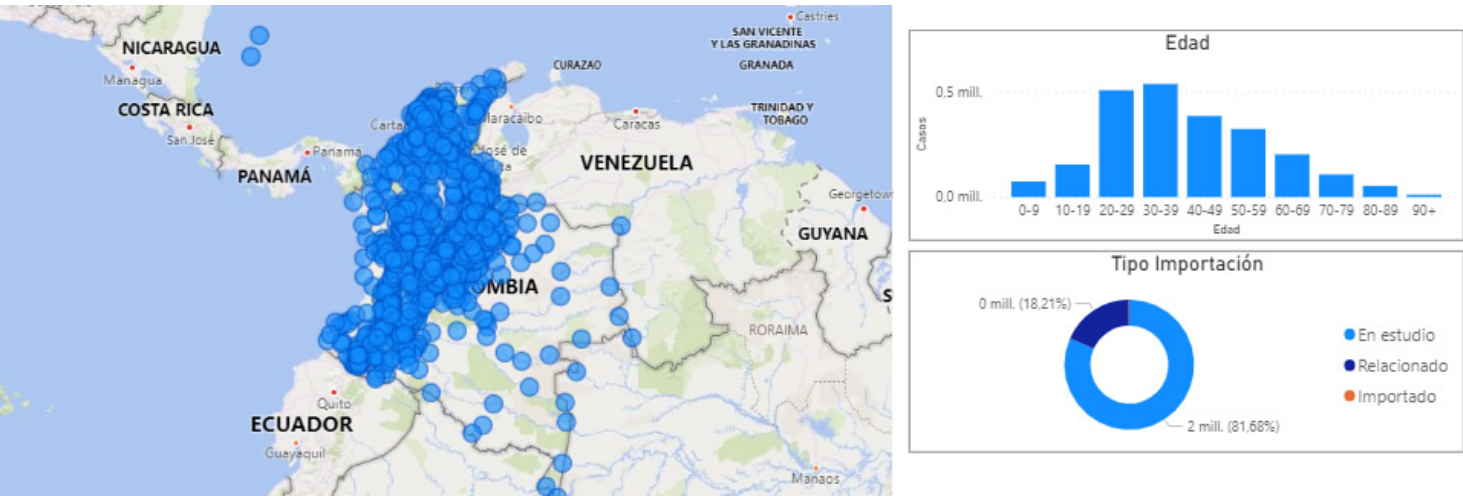 Castries
SAN VICENTE
Y LAS GRANADINAS
NICARAGUA
CURAZAO
GRANADA
Managua
COSTA RICA
TRINIDAD Y
TOBAGO
Caracas
San José
Panamá
PANAMÁ
VENEZUELA
Georgetow
GUYANA
OMBIA
RORAIMA
Quito
ECUADOR
Guayaquil
Manaos
Edad
0,5 mill.
Casos
0,0 mill.
0-9 10-19 20-29 30-39 40-49 50-59 60-69 70-79 80-89 90+
Edad
Tipo Importación
0 mill. (18,21%)
En estudio
Relacionado
Importado
2 mill. (81,68%)